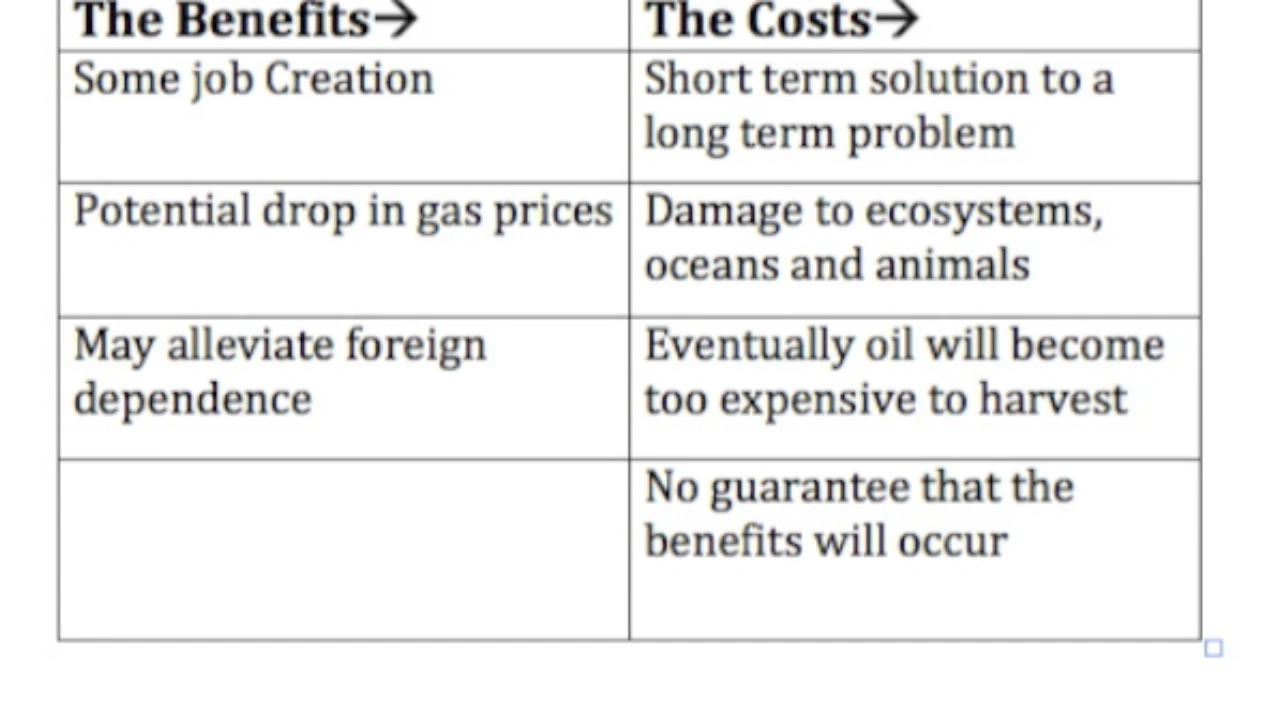 The Benefits→
The Costs→
Some job Creation
Short term solution to a
long term problem
Potential drop in gas prices
Damage to ecosystems,
oceans and animals
May alleviate foreign
dependence
Eventually oil will become
too expensive to harvest
No guarantee that the
benefits will occur